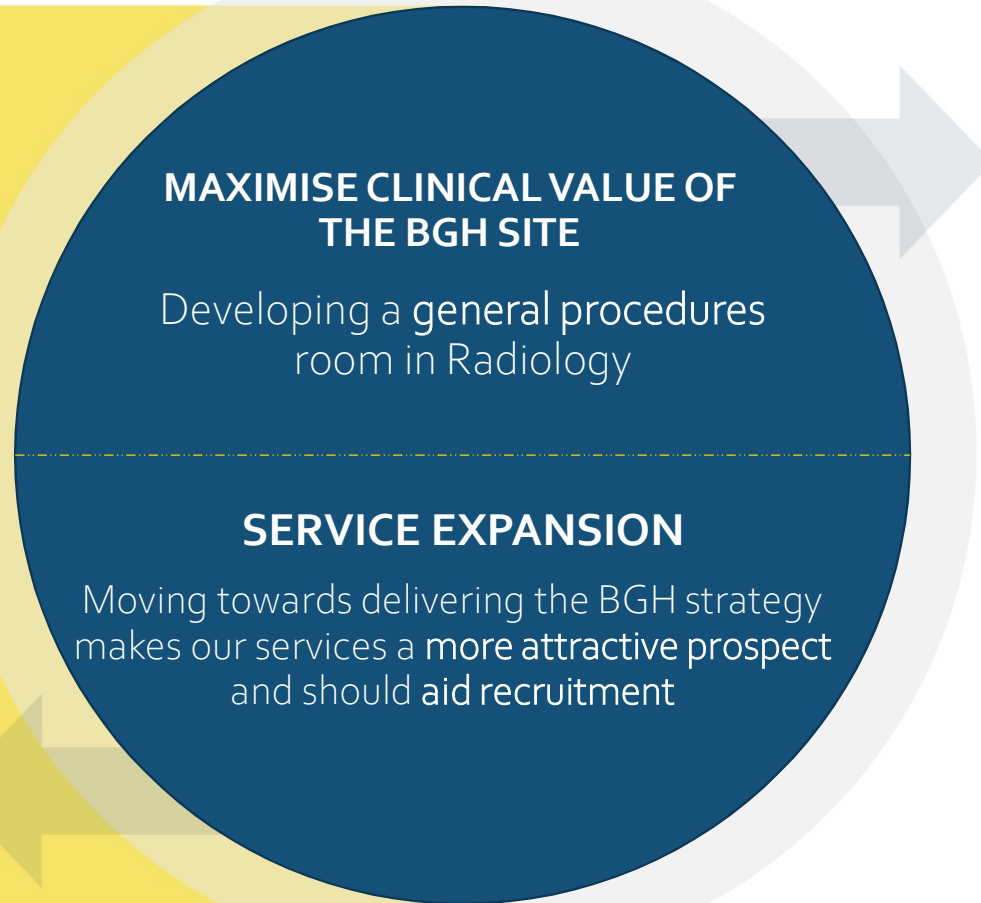 MAXIMISE CLINICAL VALUE OF
THE BGH SITE
Developing a general procedures
room in Radiology
SERVICE EXPANSION
Moving towards delivering the BGH strategy
makes our services a more attractive prospect
and should aid recruitment